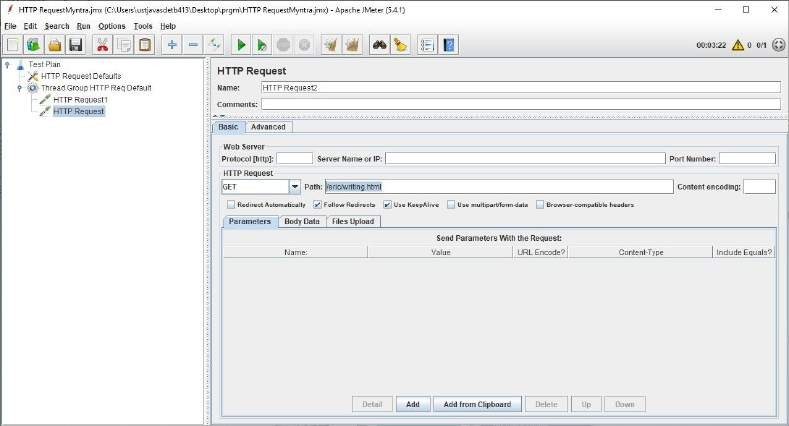 HTTP RequestMyntra.jmx (C:\Users\ustjavasdetb413\Desktop\prgm\HTTP RequestMyntra.jmx) - Apache JMeter (5.4.1)
File Edit Search Run Options Tools Help
00:03:22 0 0/1
Test Plan
HTTP Request Defaults
Thread Group HTTP Req Default
HTTP Request1
HTTP Request
HTTP Request
Name: HTTP Request2
Comments:
Basic Advanced
Web Server
Protocol [http]: Server Name or IP: Port Number:
HTTP Request
GET Path: /eric/writing.html Content encoding:
Redirect Automatically Follow Redirects Use KeepAlive Use multipart/form-data Browser-compatible headers
Parameters Body Data Files Upload
Send Parameters With the Request:
Name: Value URL Encode? Content-Type Include Equals?
Detail Add Add from Clipboard Delete Up Down